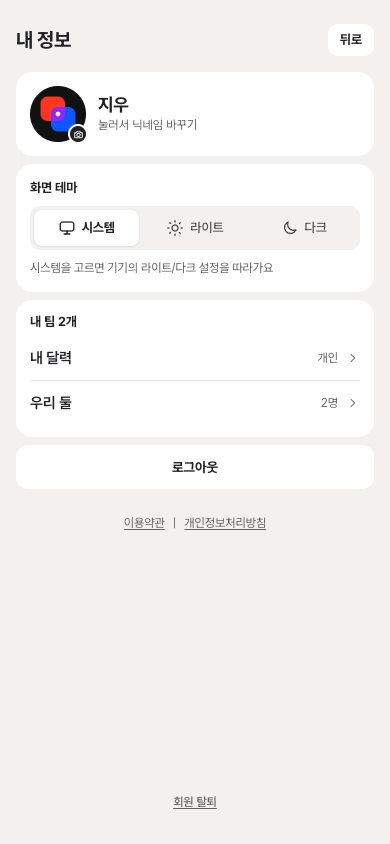 내 정보
뒤로
지우
눌러서 닉네임 바꾸기
화면 테마
시스템
라이트
다크
시스템을 고르면 기기의 라이트/다크 설정을 따라가요
내 팀 2개
내 달력
개인
우리 둘
2명
로그아웃
이용약관 | 개인정보처리방침
회원 탈퇴